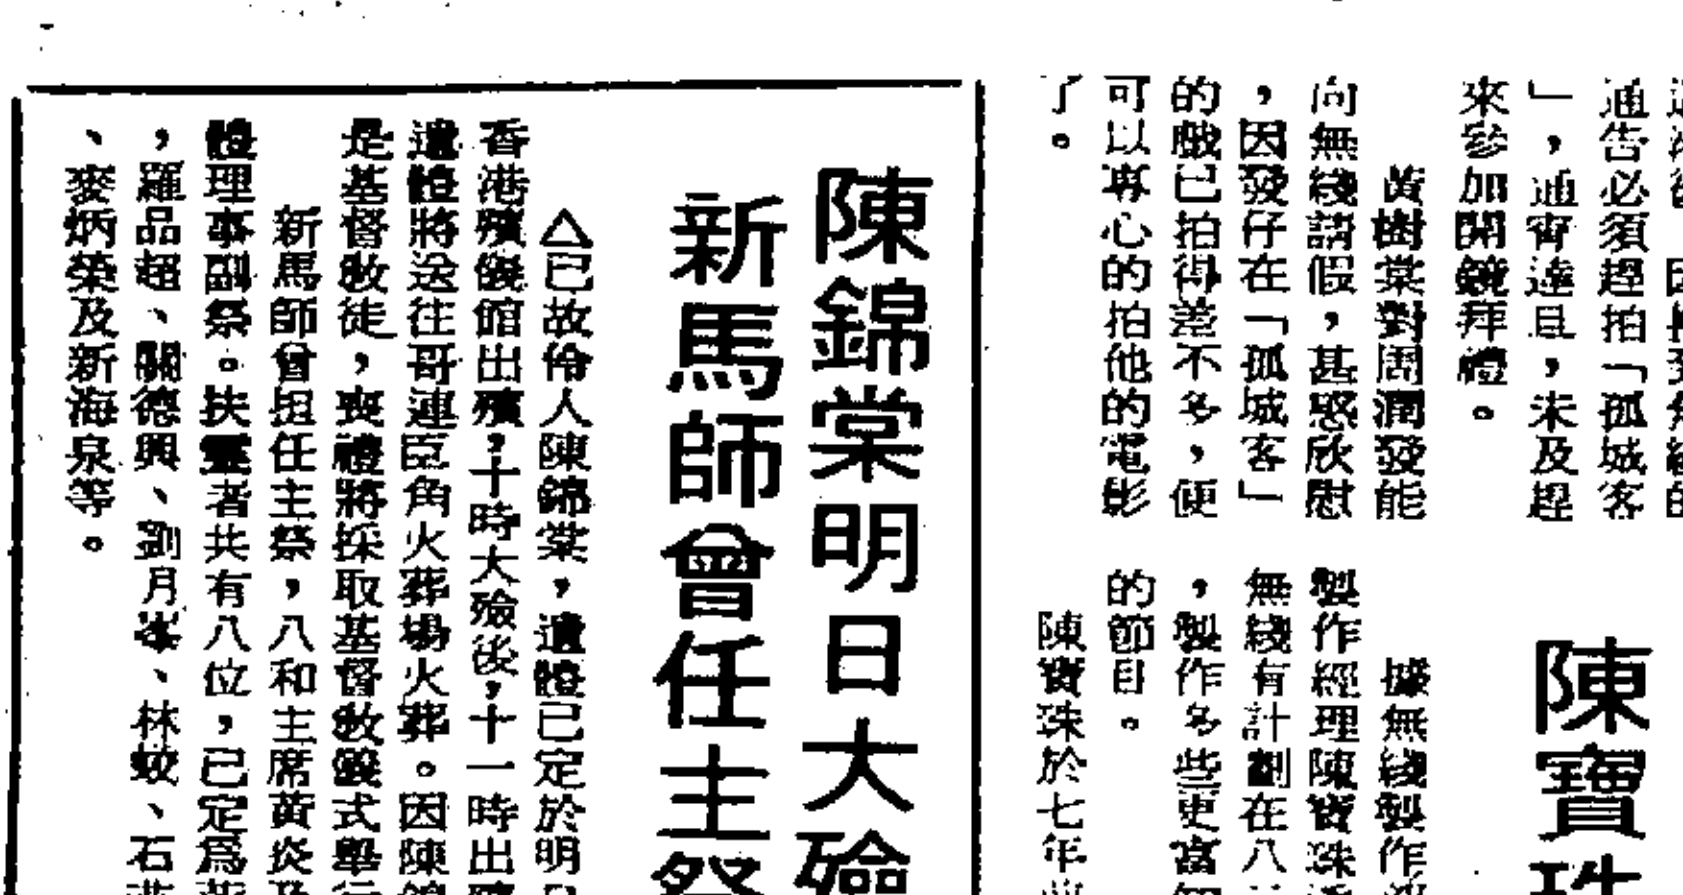 通告必須趕拍「孤城客
」，通宵達旦，未及趕
來參加開鏡拜禮。
黃樹棠對周潤發能
向無綫請假，甚感欣慰
，因發仔在「孤城客」
的戲已拍得差不多，便
可以專心的拍他的電影
了。
陳寶珠
據無綫製作
製作經理陳寶珠
無綫有計劃在八
，製作多些更富
的節目。
陳寶珠於七年
陳錦棠明日大殮
新馬師曾任主祭
△已故伶人陳錦棠，遺體已定於明日
香港殯儀館出殯，十時大殮後，十一時出殯
遺體將送往哥連臣角火葬場火葬。因陳錦
是基督教徒，喪禮將採取基督教儀式舉行
新馬師曾担任主祭，八和主席黃炎及
體理事副祭。扶靈者共有八位，已定爲
，羅品超、關德興、劉月峯、林蛟、石燕
、麥炳榮及新海泉等。